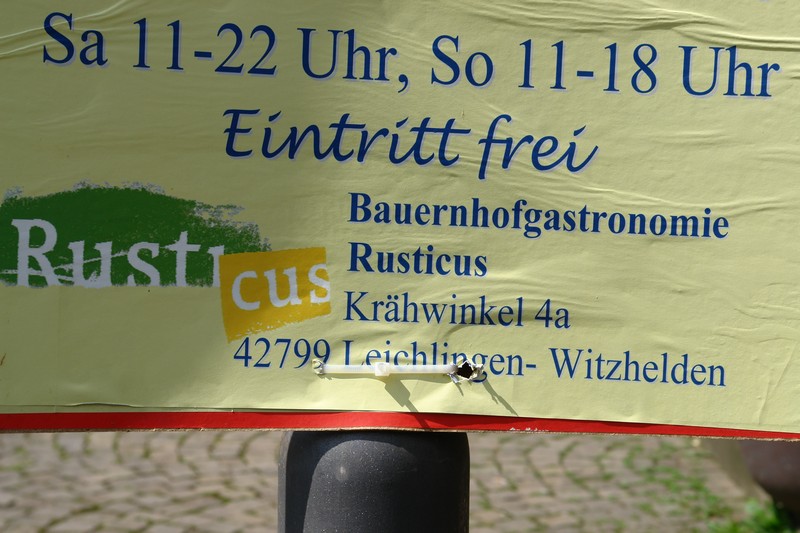 Sa 11-22 Uhr, So 11-18 Uhr
Eintritt frei
Rusticus
Bauernhofgastronomie
Rusticus
Krähwinkel 4a
42799 Leichlingen- Witzhelden